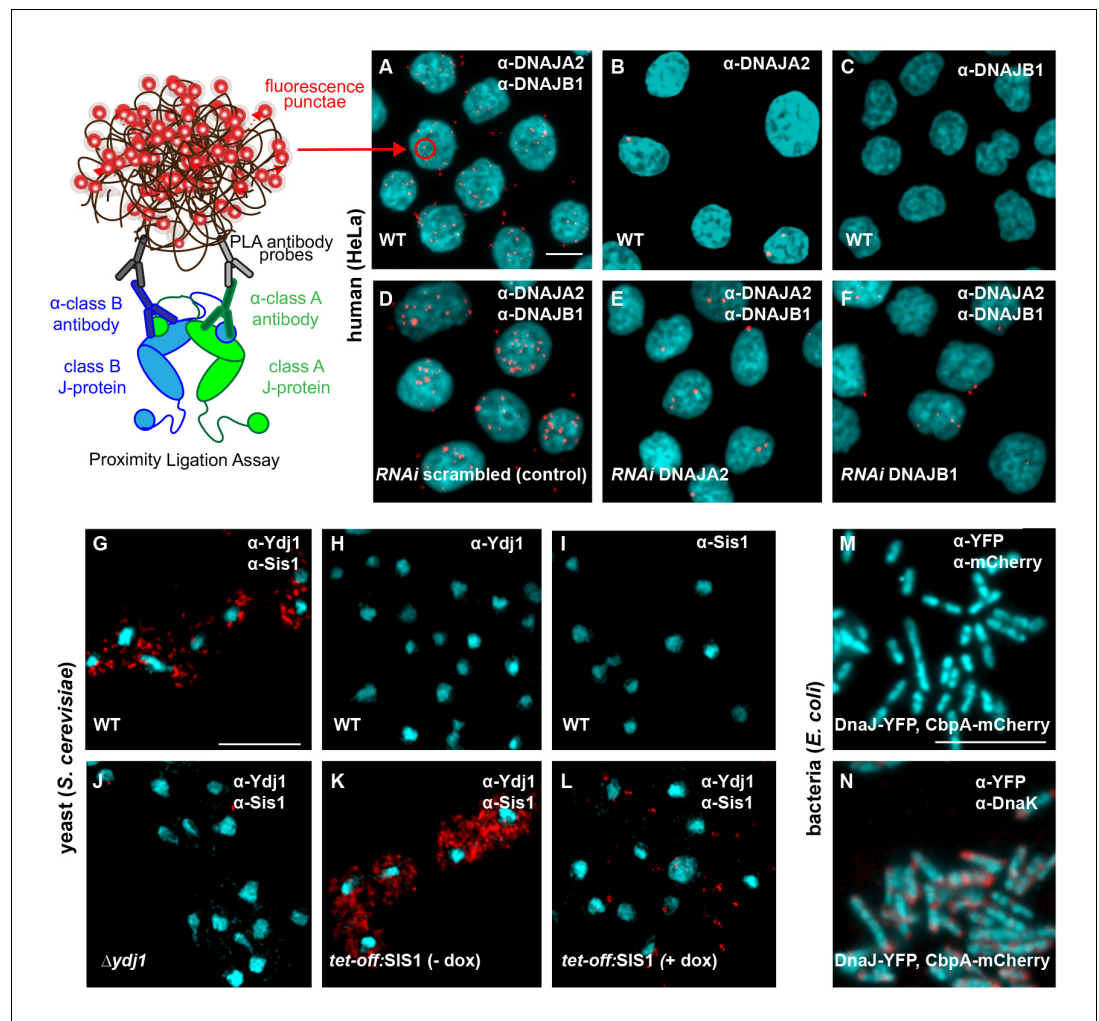 fluorescence
punctae
PLA antibody
probes
α-class B
antibody
α-class A
antibody
class B
J-protein
class A
J-protein
Proximity Ligation Assay
human (HeLa)
A
α-DNAJA2
α-DNAJB1
WT
B
α-DNAJA2
WT
C
α-DNAJB1
WT
D
α-DNAJA2
α-DNAJB1
RNAi scrambled (control)
E
α-DNAJA2
α-DNAJB1
RNAi DNAJA2
F
α-DNAJA2
α-DNAJB1
RNAi DNAJB1
yeast (S. cerevisiae)
G
α-Ydj1
α-Sis1
WT
H
α-Ydj1
WT
I
α-Sis1
WT
J
α-Ydj1
α-Sis1
Δydj1
K
α-Ydj1
α-Sis1
tet-off:SIS1 (- dox)
L
α-Ydj1
α-Sis1
tet-off:SIS1 (+ dox)
bacteria (E. coli)
M
α-YFP
α-mCherry
DnaJ-YFP, CbpA-mCherry
N
α-YFP
α-DnaK
DnaJ-YFP, CbpA-mCherry